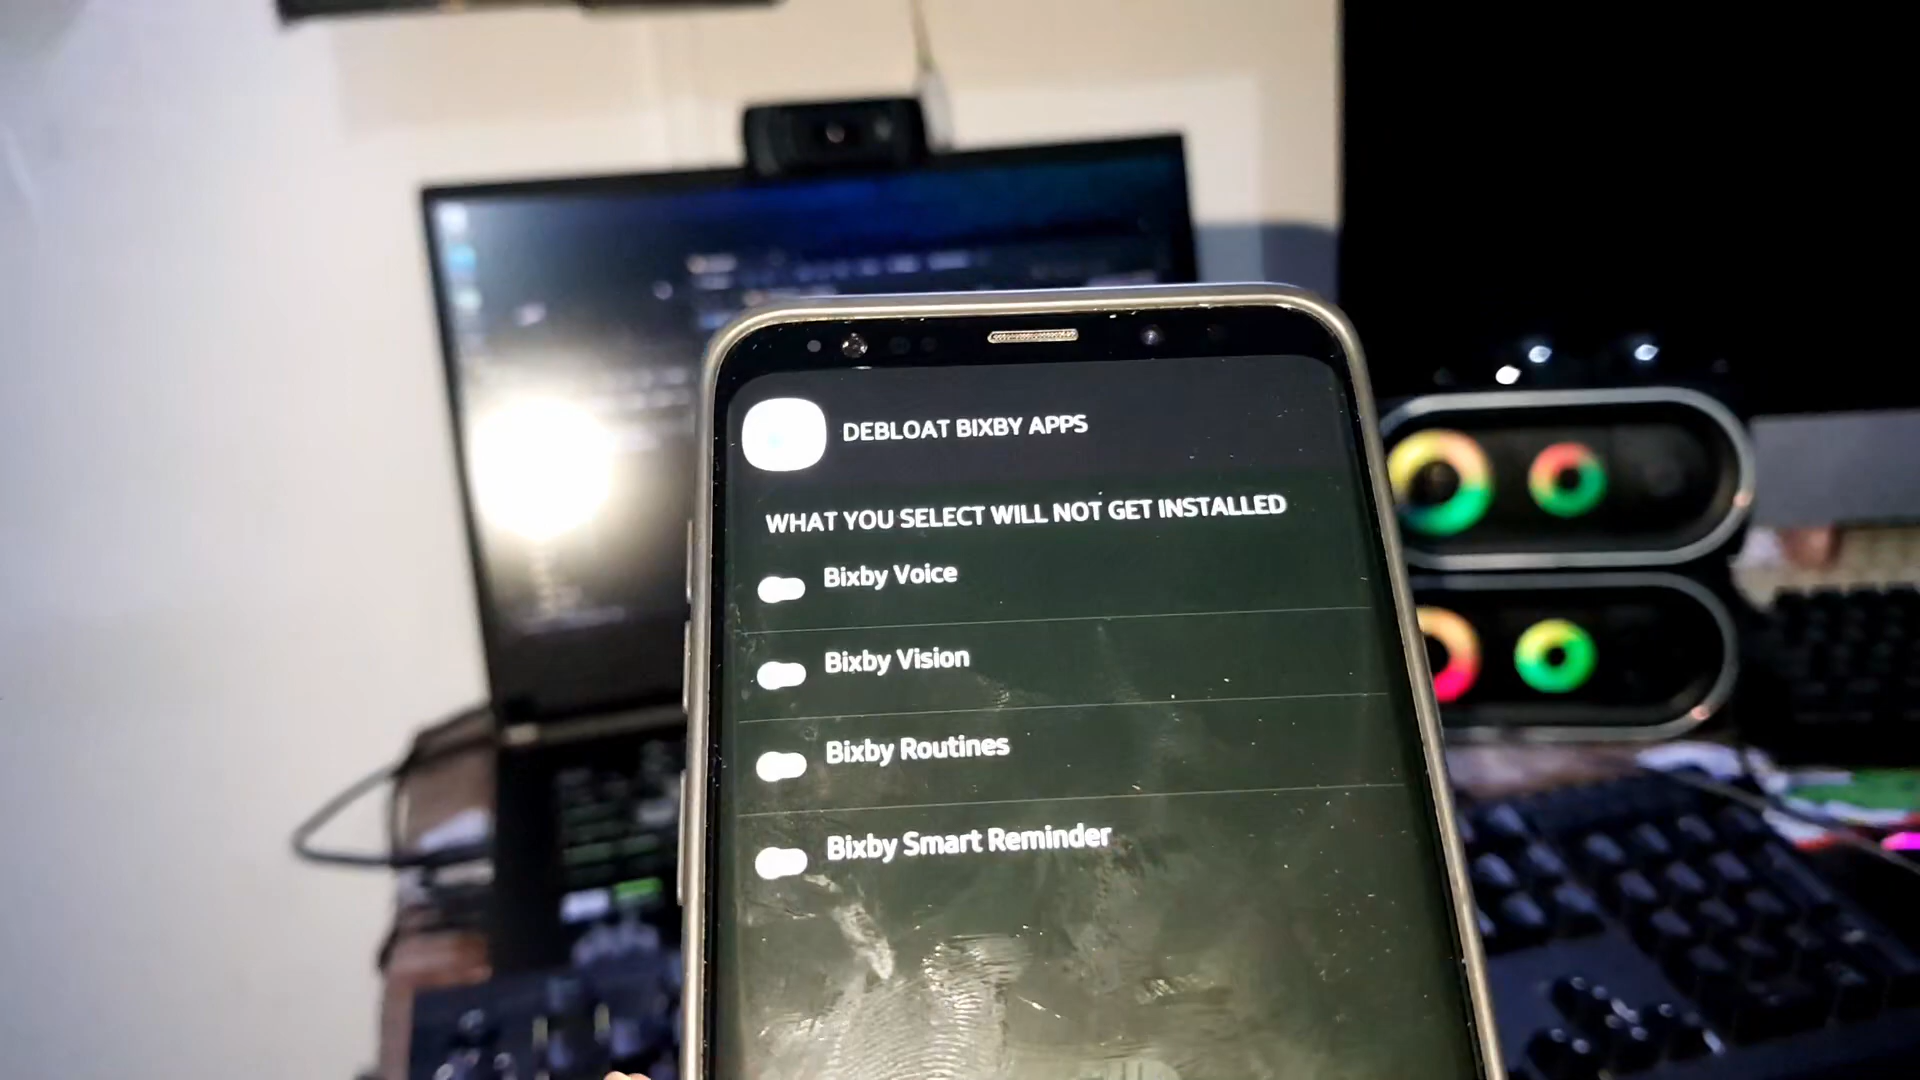 DEBLOAT BIXBY APPS
WHAT YOU SELECT WILL NOT GET INSTALLED
Bixby Voice
Bixby Vision
Bixby Routines
Bixby Smart Reminder